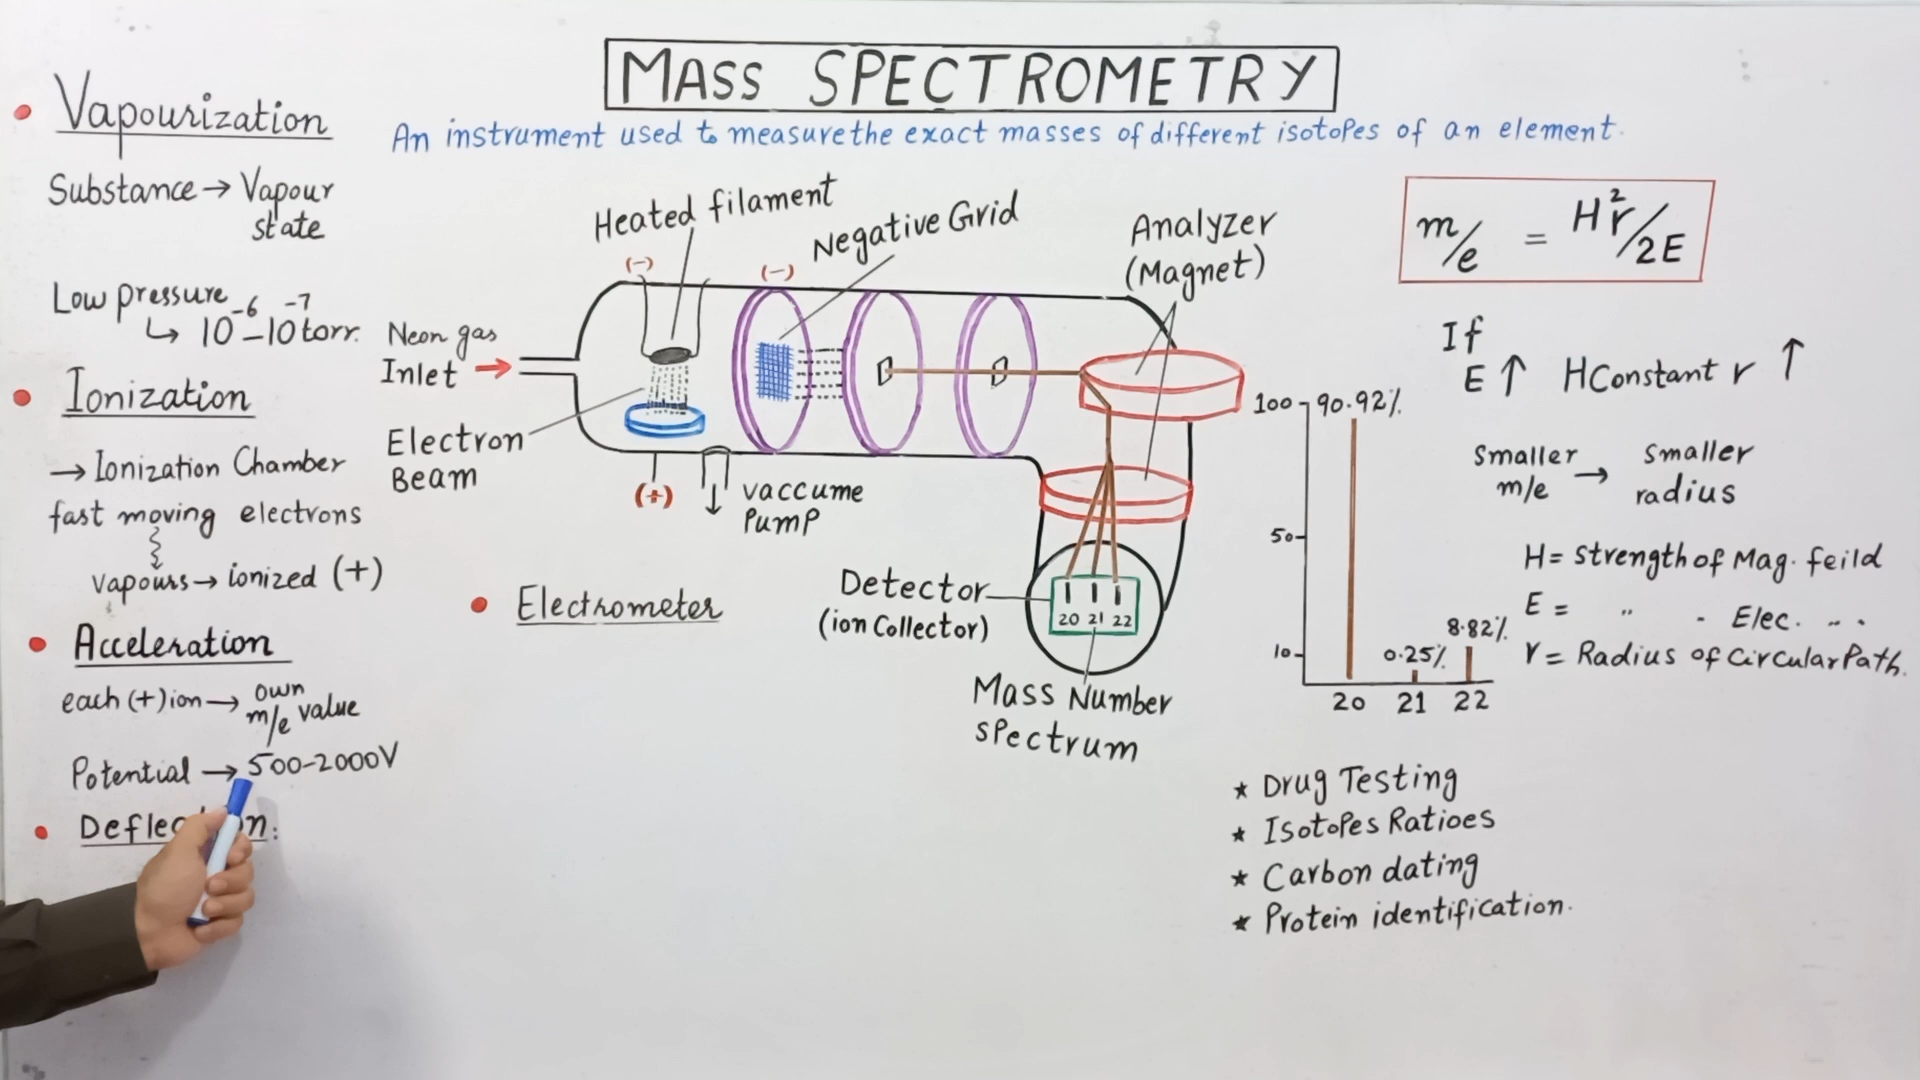 MASS SPECTROMETRY
An instrument used to measure the exact masses of different isotopes of an element.
• Vapourization
Substance → Vapour
state
Low pressure
↳ 10⁻⁶–10⁻⁷ torr.
• Ionization
→ Ionization Chamber
fast moving electrons
vapours → ionized (+)
• Acceleration
each (+) ion → own
m/e value
Potential → 500–2000V
• Deflection:
Heated filament
(-)
(-)
Negative Grid
Analyzer
(Magnet)
Neon gas
Inlet →
Electron
Beam
(+)
vaccume
Pump
• Electrometer
Detector
(ion Collector)
20 21 22
Mass Number
spectrum
m/e = H²r²/2E
If
E ↑ H Constant r ↑
Smaller
m/e → Smaller
radius
H = strength of Mag. feild
E = " - Elec. " .
r = Radius of Circular Path.
100 90.92%
50
10
0.25%
8.82%
20 21 22
* Drug Testing
* Isotopes Ratioes
* Carbon dating
* Protein identification.